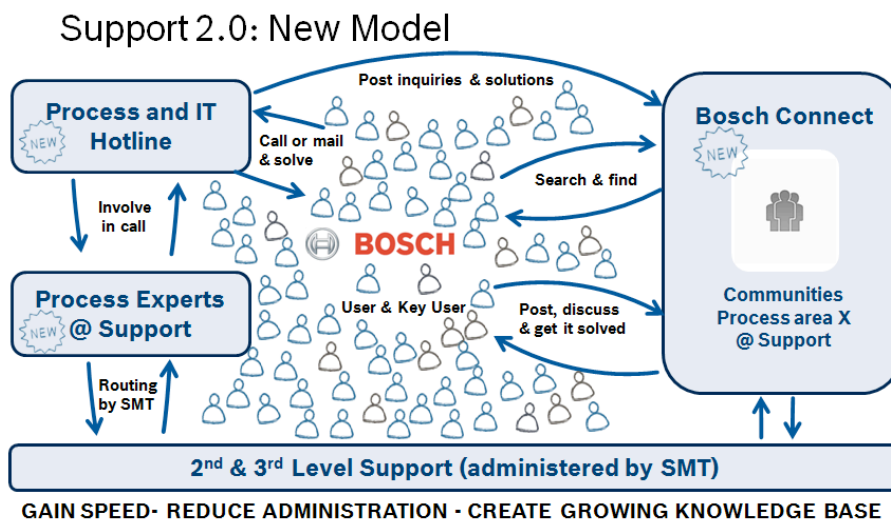 Support 2.0: New Model
Post inquiries & solutions
Process and IT
Hotline
NEW
Call or mail
& solve
Bosch Connect
NEW
Search & find
Involve
in call
BOSCH
Process Experts
@ Support
NEW
User & Key User
Post, discuss
& get it solved
Communities
Process area X
@ Support
Routing
by SMT
2nd & 3rd Level Support (administered by SMT)
GAIN SPEED- REDUCE ADMINISTRATION - CREATE GROWING KNOWLEDGE BASE